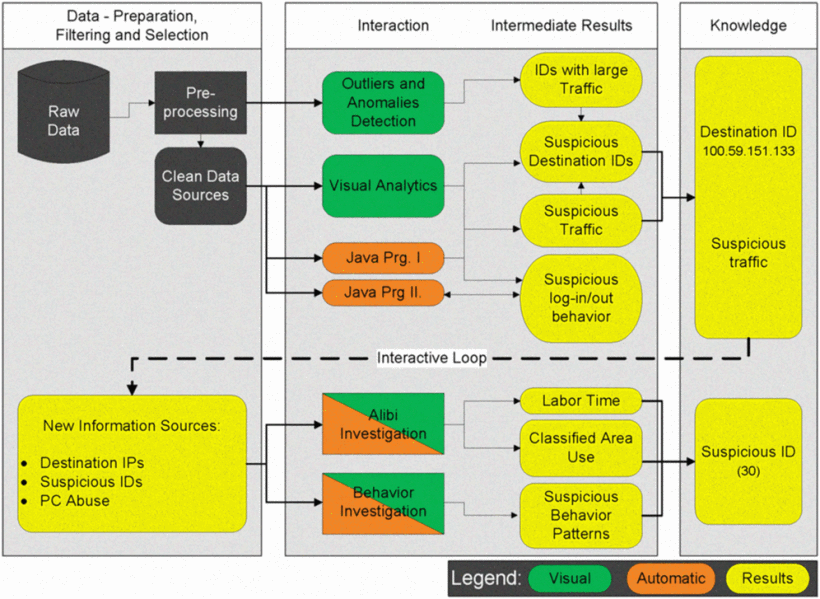 Data - Preparation,
Filtering and Selection
Interaction
Intermediate Results
Knowledge
Raw
Data
Pre-
processing
Clean Data
Sources
Outliers and
Anomalies
Detection
Visual Analytics
Java Prg. I
Java Prg II.
IDs with large
Traffic
Suspicious
Destination IDs
Suspicious
Traffic
Suspicious
log-in/out
behavior
Destination ID
100.59.151.133
Suspicious
traffic
Interactive Loop
New Information Sources:
• Destination IPs
• Suspicious IDs
• PC Abuse
Alibi
Investigation
Behavior
Investigation
Labor Time
Classified Area
Use
Suspicious
Behavior
Patterns
Suspicious ID
(30)
Legend:
Visual
Automatic
Results